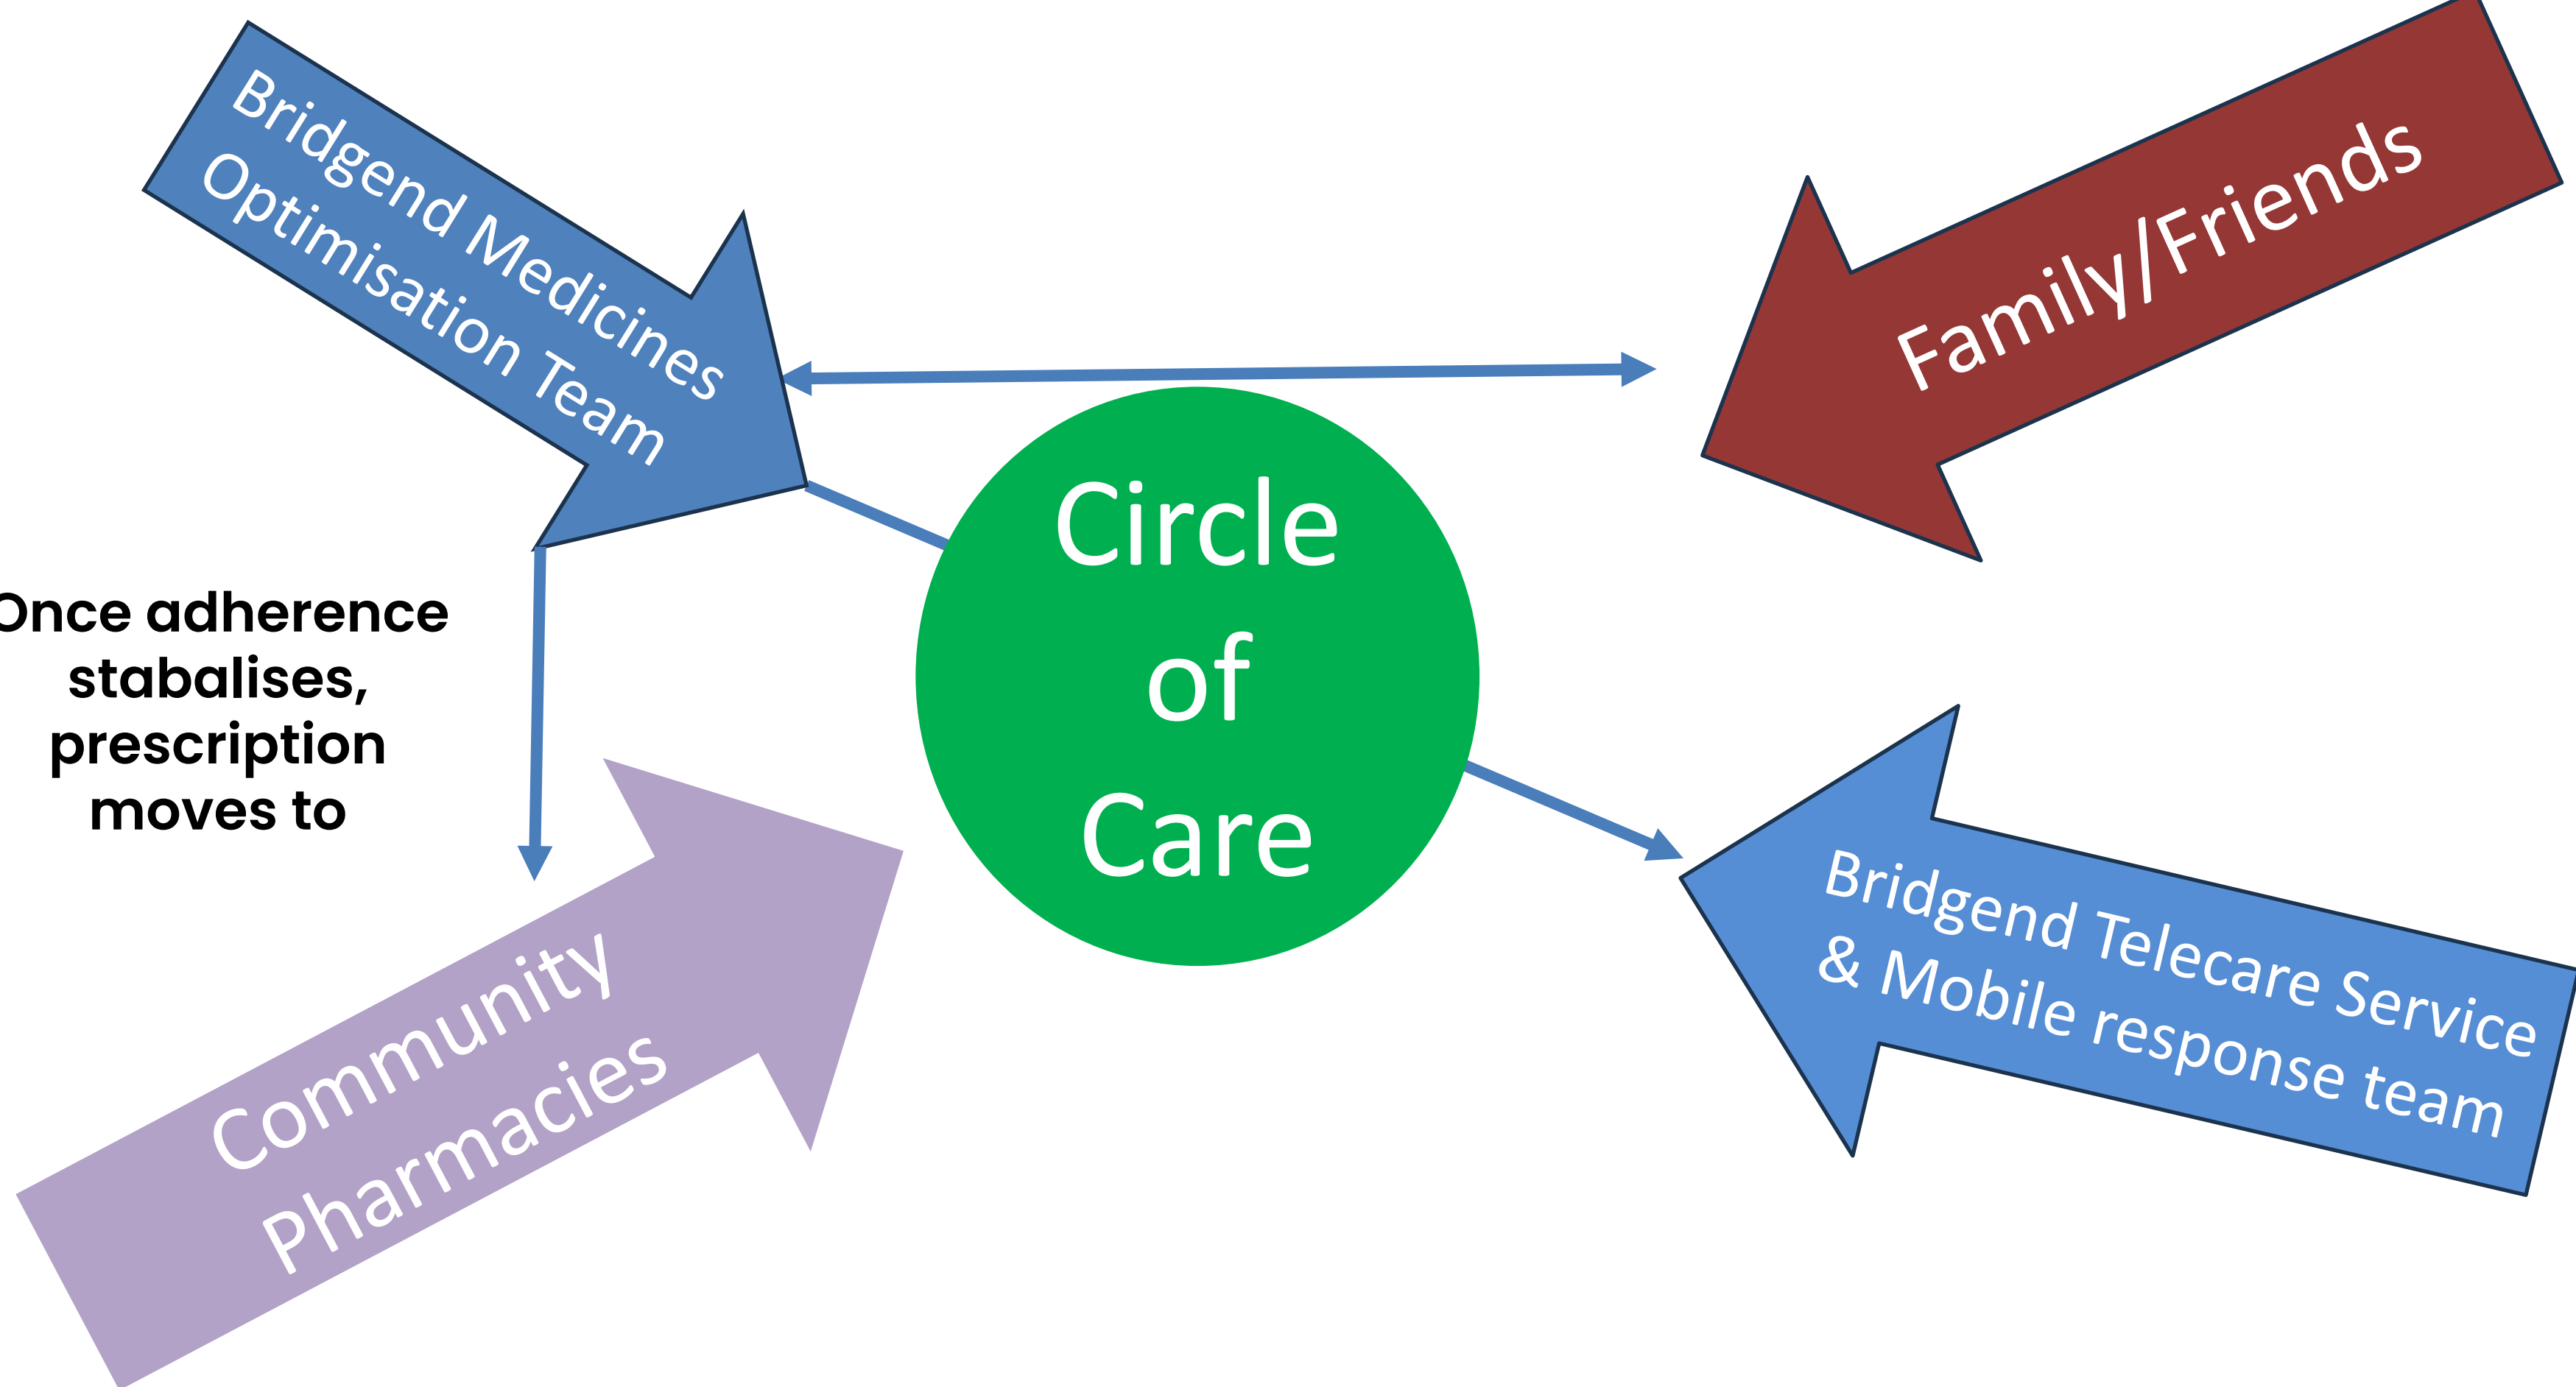 Bridgend Medicines
Optimisation Team
Family/Friends
Circle
of
Care
Once adherence
stabalises,
prescription
moves to
Community
Pharmacies
Bridgend Telecare Service
& Mobile response team